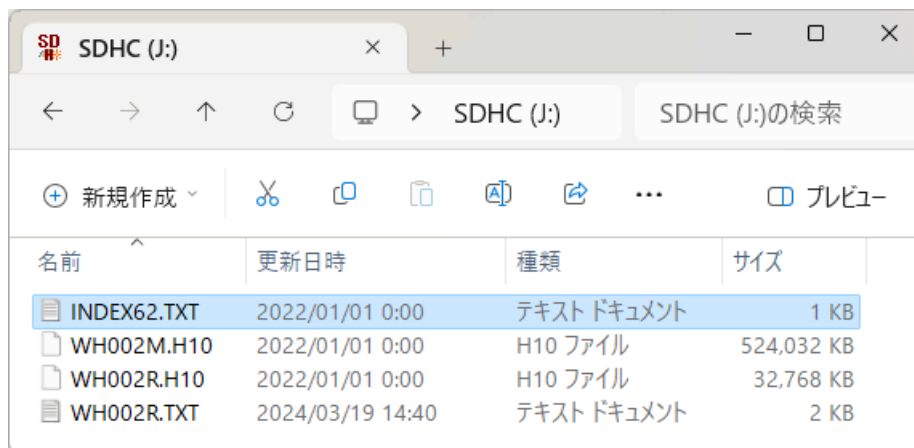 SD SDHC (J:)
SDHC (J:) SDHC (J:)の検索
新規作成 プレビュー
名前 更新日時 種類 サイズ
INDEX62.TXT 2022/01/01 0:00 テキスト ドキュメント 1 KB
WH002M.H10 2022/01/01 0:00 H10 ファイル 524,032 KB
WH002R.H10 2022/01/01 0:00 H10 ファイル 32,768 KB
WH002R.TXT 2024/03/19 14:40 テキスト ドキュメント 2 KB